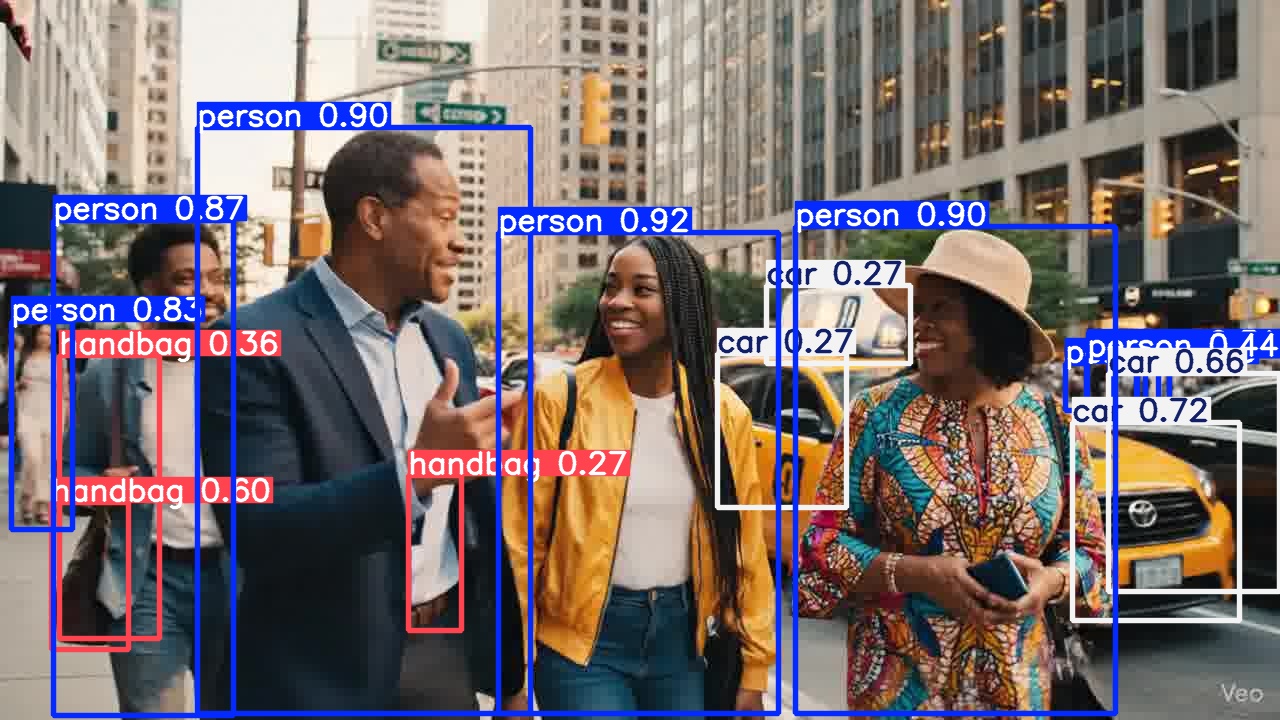 person 0.90
person 0.87
person 0.92
person 0.90
car 0.27
person 0.83
handbag 0.36
car 0.27
person 0.44
car 0.66
car 0.72
handbag 0.27
handbag 0.60
Veo